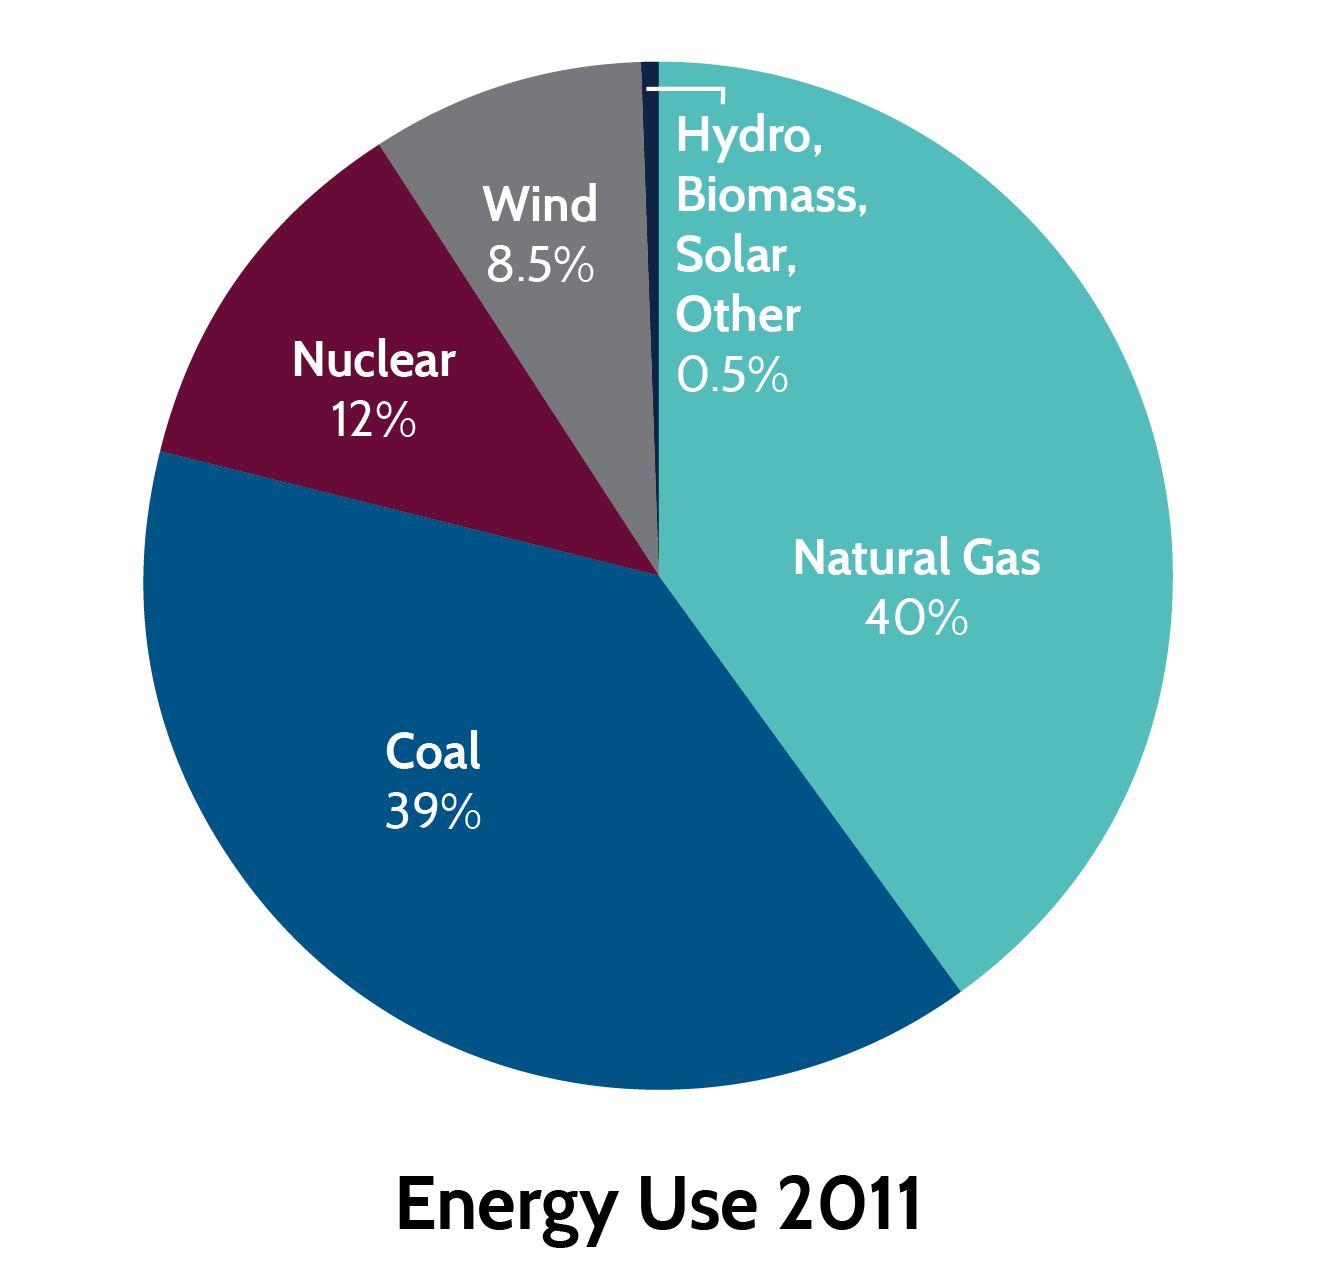 Hydro,
Biomass,
Solar,
Other
0.5%
Wind
8.5%
Nuclear
12%
Natural Gas
40%
Coal
39%
Energy Use 2011